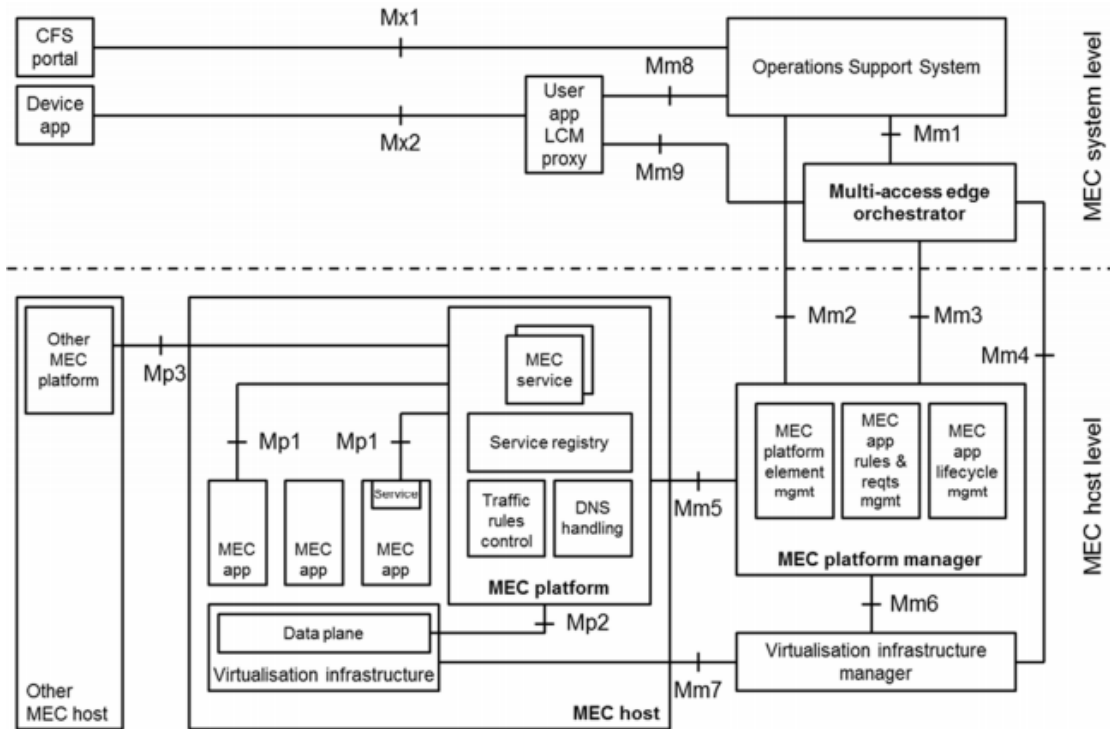 Mx1
CFS
portal
Mm8
Operations Support System
Device
app
User
app
LCM
proxy
Mx2
Mm9
Mm1
Multi-access edge
orchestrator
MEC system level
Other
MEC
platform
Mp3
MEC
service
Mm2
Mm3
Mm4
Mp1
Mp1
Service registry
MEC
platform
element
mgmt
MEC
app
rules &
reqts
mgmt
MEC
app
lifecycle
mgmt
Service
Traffic
rules
control
DNS
handling
Mm5
MEC
app
MEC
app
MEC
app
MEC platform
MEC platform manager
MEC host level
Mp2
Mm6
Data plane
Virtualisation infrastructure
Mm7
Virtualisation infrastructure
manager
Other
MEC host
MEC host